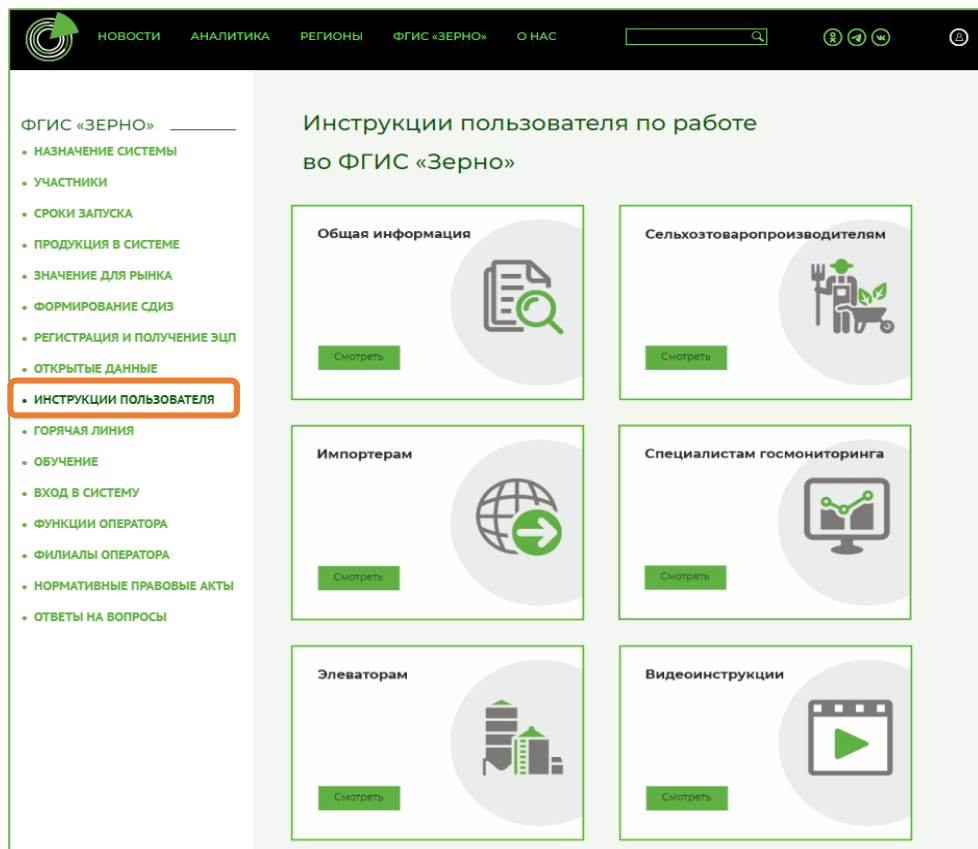 НОВОСТИ АНАЛИТИКА РЕГИОНЫ ФГИС «ЗЕРНО» О НАС
ФГИС «ЗЕРНО»
• НАЗНАЧЕНИЕ СИСТЕМЫ
• УЧАСТНИКИ
• СРОКИ ЗАПУСКА
• ПРОДУКЦИЯ В СИСТЕМЕ
• ЗНАЧЕНИЕ ДЛЯ РЫНКА
• ФОРМИРОВАНИЕ СДИЗ
• РЕГИСТРАЦИЯ И ПОЛУЧЕНИЕ ЭЦП
• ОТКРЫТЫЕ ДАННЫЕ
• ИНСТРУКЦИИ ПОЛЬЗОВАТЕЛЯ
• ГОРЯЧАЯ ЛИНИЯ
• ОБУЧЕНИЕ
• ВХОД В СИСТЕМУ
• ФУНКЦИИ ОПЕРАТОРА
• ФИЛИАЛЫ ОПЕРАТОРА
• НОРМАТИВНЫЕ ПРАВОВЫЕ АКТЫ
• ОТВЕТЫ НА ВОПРОСЫ
Инструкции пользователя по работе
во ФГИС «Зерно»
Общая информация
Смотреть
Сельхозтоваропроизводителям
Смотреть
Импортерам
Смотреть
Специалистам госмониторинга
Смотреть
Элеваторам
Смотреть
Видеоинструкции
Смотреть